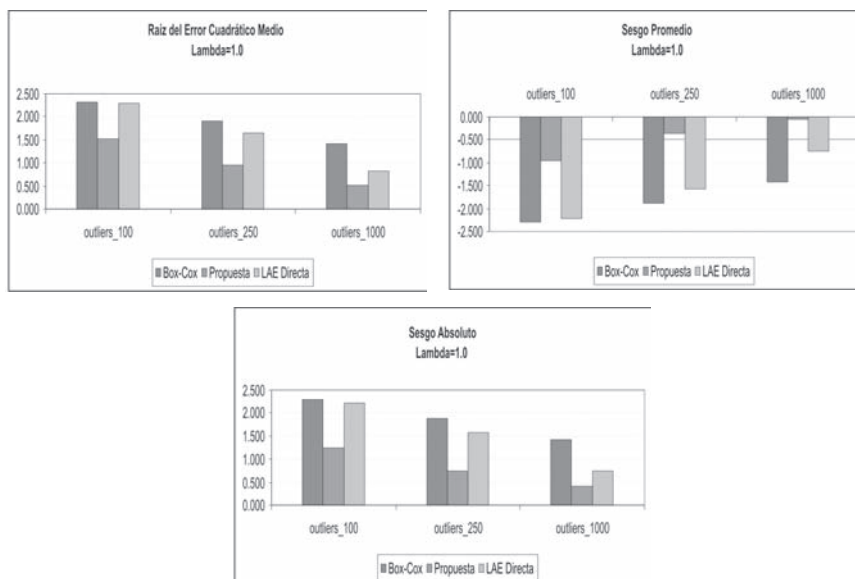 Raiz del Error Cuadrático Medio
Lambda=1.0
2.500
2.000
1.500
1.000
0.500
0.000
outliers_100 outliers_250 outliers_1000
Box-Cox Propuesta LAE Directa
Sesgo Promedio
Lambda=1.0
outliers_100 outliers_250 outliers_1000
0.000
-0.500
-1.000
-1.500
-2.000
-2.500
Box-Cox Propuesta LAE Directa
Sesgo Absoluto
Lambda=1.0
2.500
2.000
1.500
1.000
0.500
0.000
outliers_100 outliers_250 outliers_1000
Box-Cox Propuesta LAE Directa